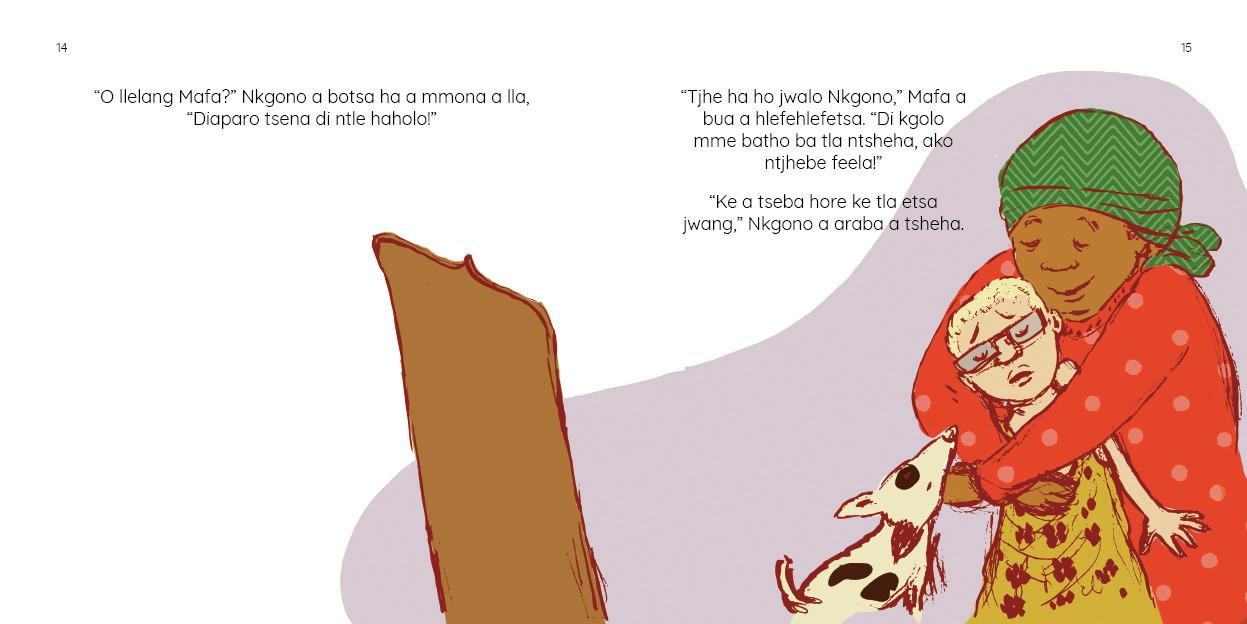 14
“O llelang Mafa?” Nkgono a botsa ha a mmona a lla,
“Diaparo tsena di ntle haholo!”
15
“Tjhe ha ho jwalo Nkgono,” Mafa a
bua a hlefehlefetsa. “Di kgolo
mme batho ba tla ntsheha, ako
ntjhebe feela!”
“Ke a tseba hore ke tla etsa
jwang,” Nkgono a araba a tsheha.